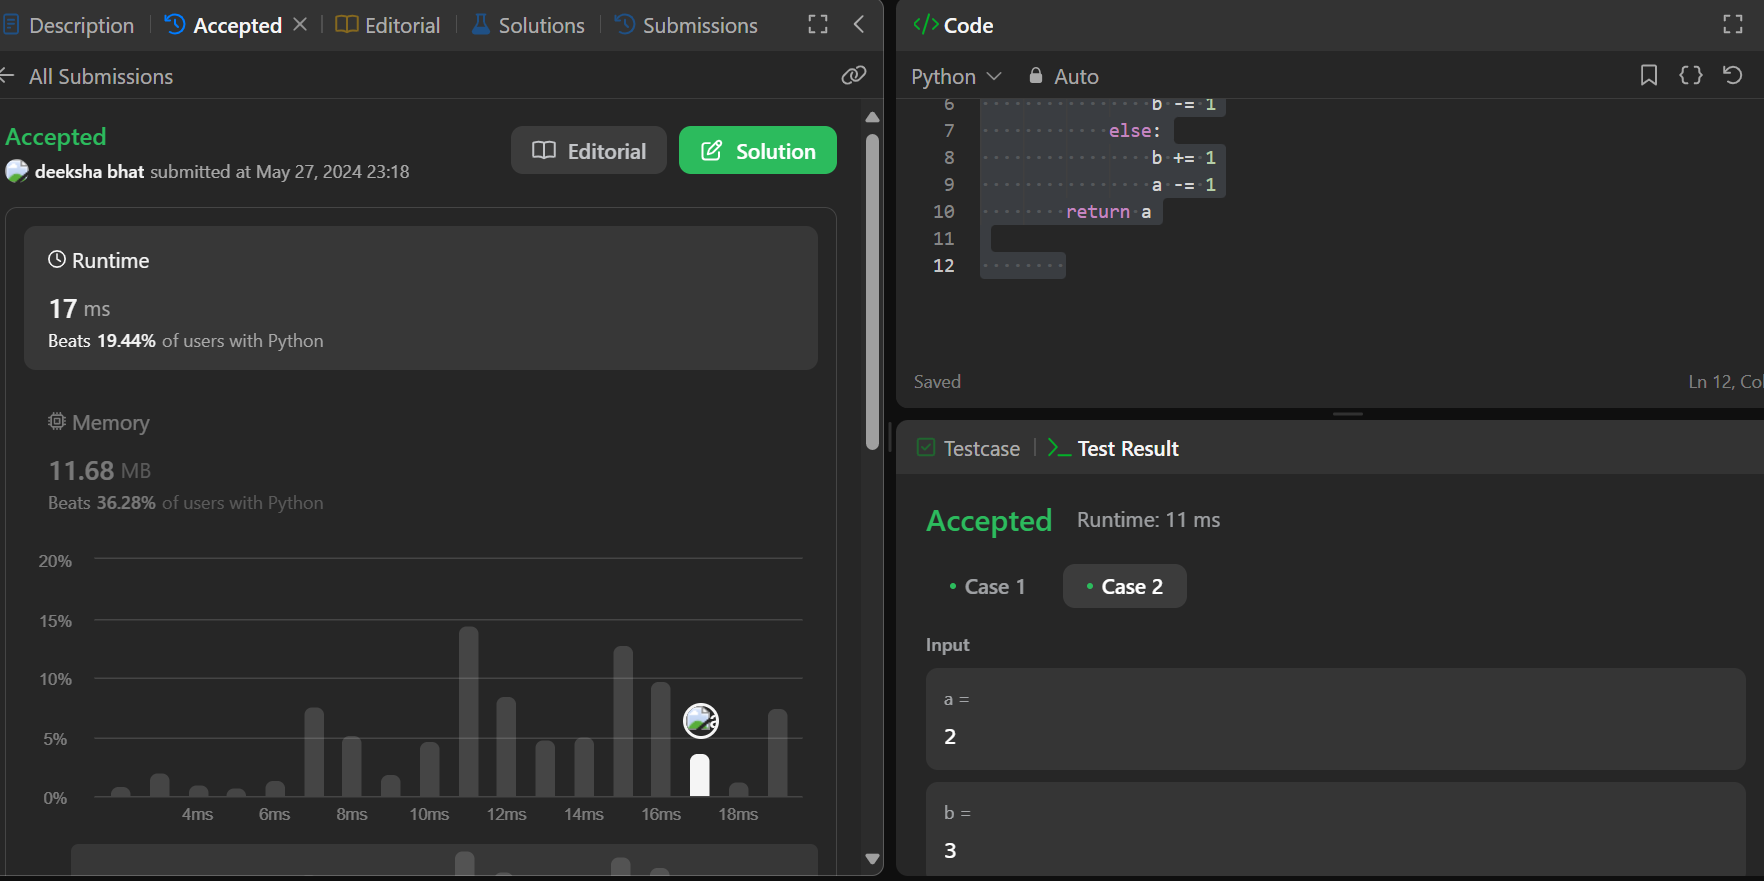 Description
Accepted
Editorial
Solutions
Submissions
All Submissions
Accepted
Editorial
Solution
deeksha bhat submitted at May 27, 2024 23:18
Runtime
17 ms
Beats 19.44% of users with Python
Memory
11.68 MB
Beats 36.28% of users with Python
20%
15%
10%
5%
0%
4ms 6ms 8ms 10ms 12ms 14ms 16ms 18ms
</> Code
Python Auto
6 b -= 1
7 else:
8 b += 1
9 a -= 1
10 return a
11
12
Saved
Ln 12,
Testcase
Test Result
Accepted Runtime: 11 ms
Case 1
Case 2
Input
a =
2
b =
3